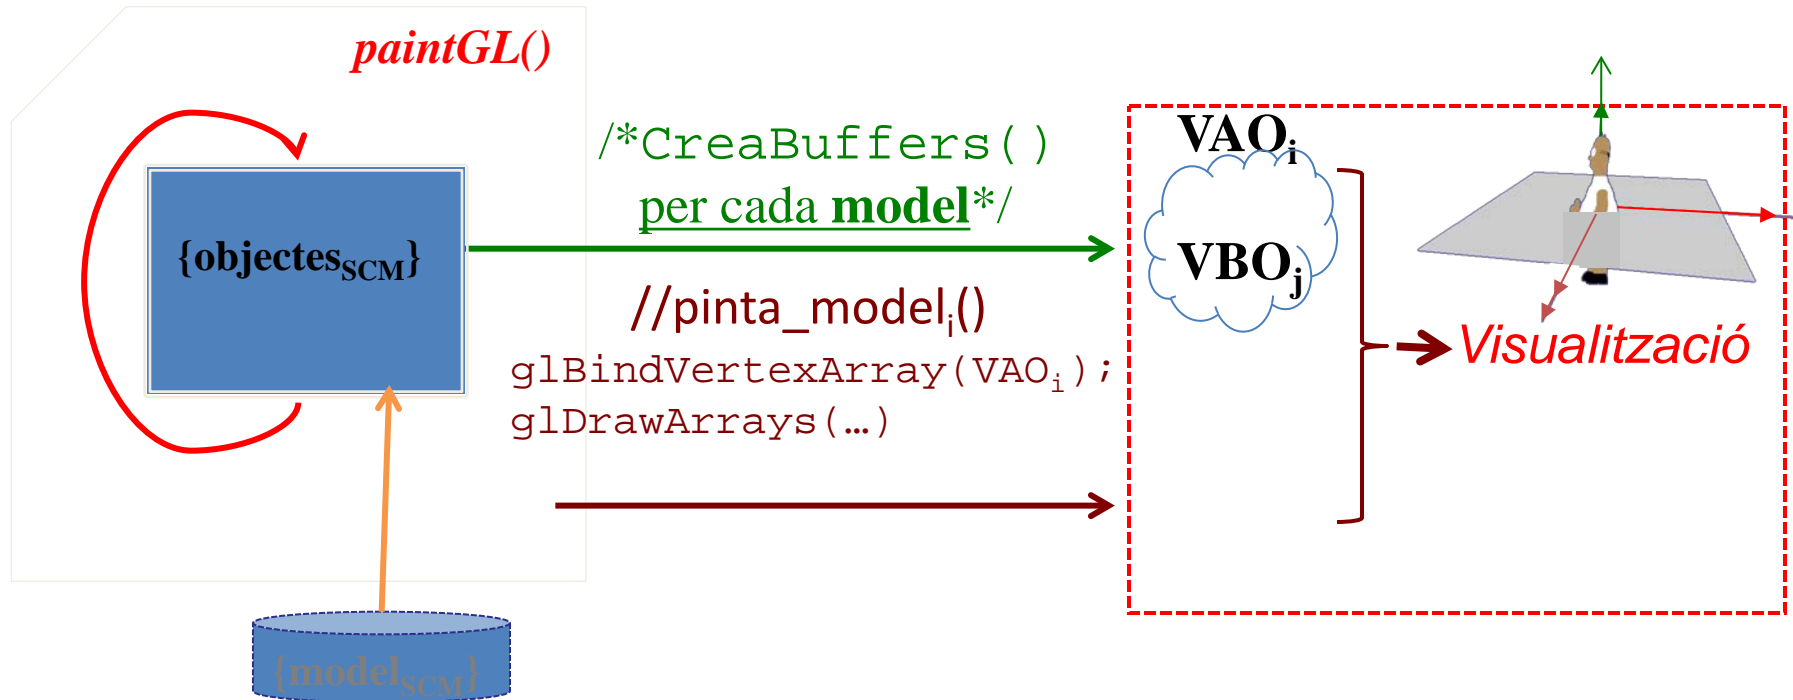 paintGL()
/*CreaBuffers()
per cada model*/
{objectesSCM}
//pinta_modeli()
glBindVertexArray(VAOi);
glDrawArrays(…)
VAOi
VBOj
Visualització
{modelSCM}